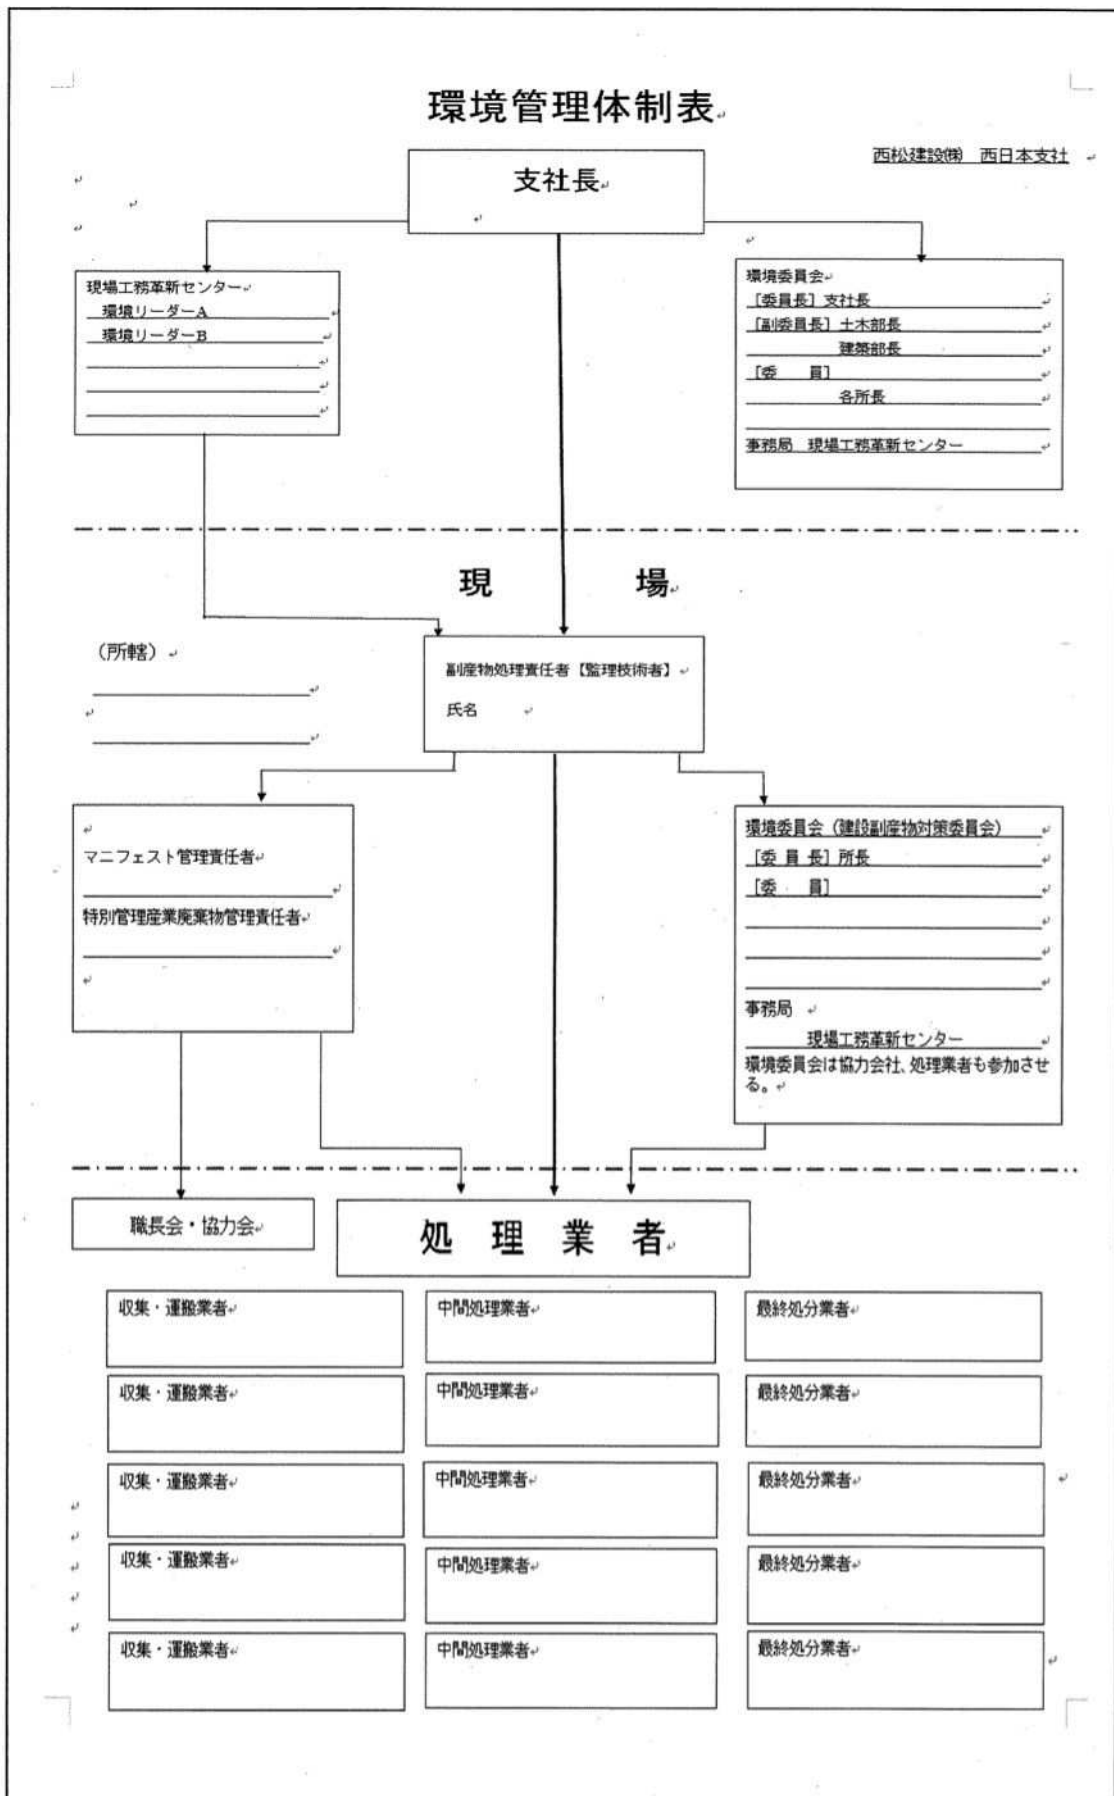 環境管理体制表
西松建設㈱　西日本支社
支社長
現場工務革新センター
環境リーダーA
環境リーダーB
環境委員会
［委員長］支社長
［副委員長］土木部長
建築部長
［委　　員］
各所長
事務局　現場工務革新センター
現　　　場
（所轄）
副産物処理責任者【監理技術者】
氏名
マニフェスト管理責任者
特別管理産業廃棄物管理責任者
環境委員会（建設副産物対策委員会）
［委 員 長］所長
［委　　員］
事務局
現場工務革新センター
環境委員会は協力会社、処理業者も参加させ
る。
職長会・協力会
処　理　業　者
収集・運搬業者　中間処理業者　最終処分業者
収集・運搬業者　中間処理業者　最終処分業者
収集・運搬業者　中間処理業者　最終処分業者
収集・運搬業者　中間処理業者　最終処分業者
収集・運搬業者　中間処理業者　最終処分業者